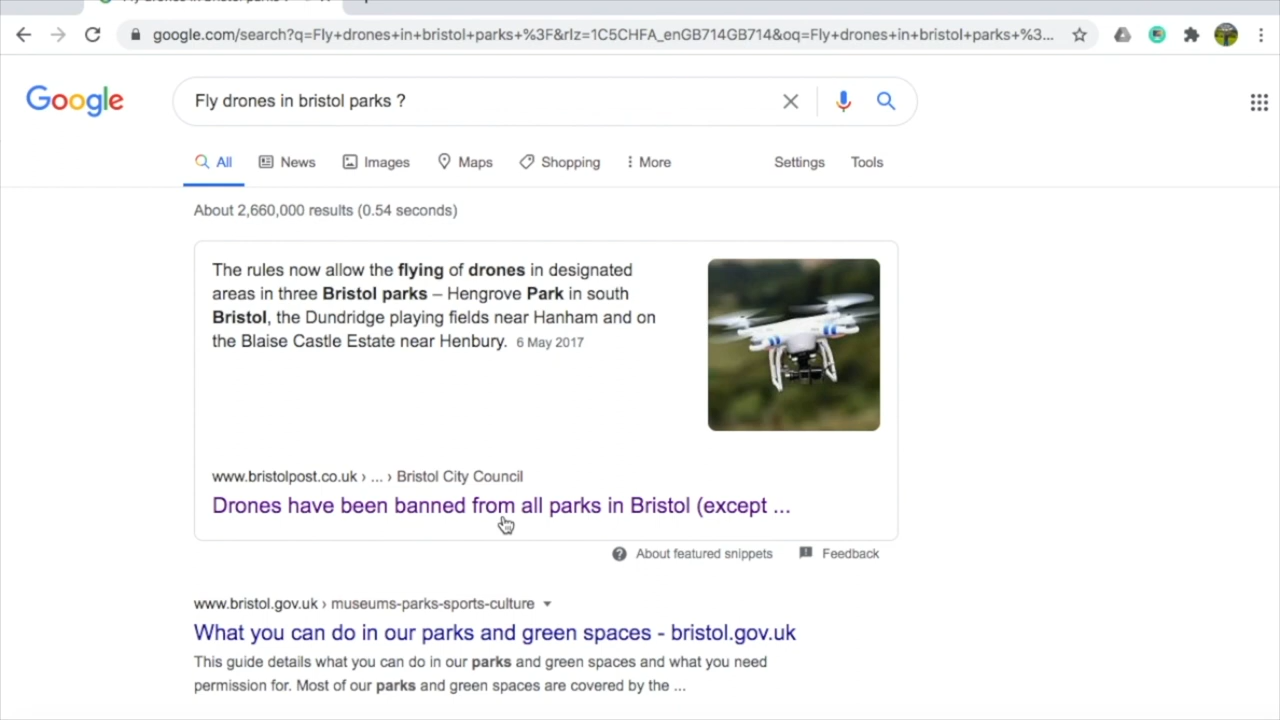 Fly drones in Bristol parks ?
google.com/search?q=Fly+drones+in+bristol+parks+%3F&rlz=1C5CHFA_enGB714GB714&oq=Fly+drones+in+bristol+parks+%3...
Google
Fly drones in bristol parks ?
All News Images Maps Shopping More Settings Tools
About 2,660,000 results (0.54 seconds)
The rules now allow the flying of drones in designated
areas in three Bristol parks – Hengrove Park in south
Bristol, the Dundridge playing fields near Hanham and on
the Blaise Castle Estate near Henbury. 6 May 2017
www.bristolpost.co.uk › ... › Bristol City Council
Drones have been banned from all parks in Bristol (except ...
About featured snippets Feedback
www.bristol.gov.uk › museums-parks-sports-culture
What you can do in our parks and green spaces - bristol.gov.uk
This guide details what you can do in our parks and green spaces and what you need
permission for. Most of our parks and green spaces are covered by the ...